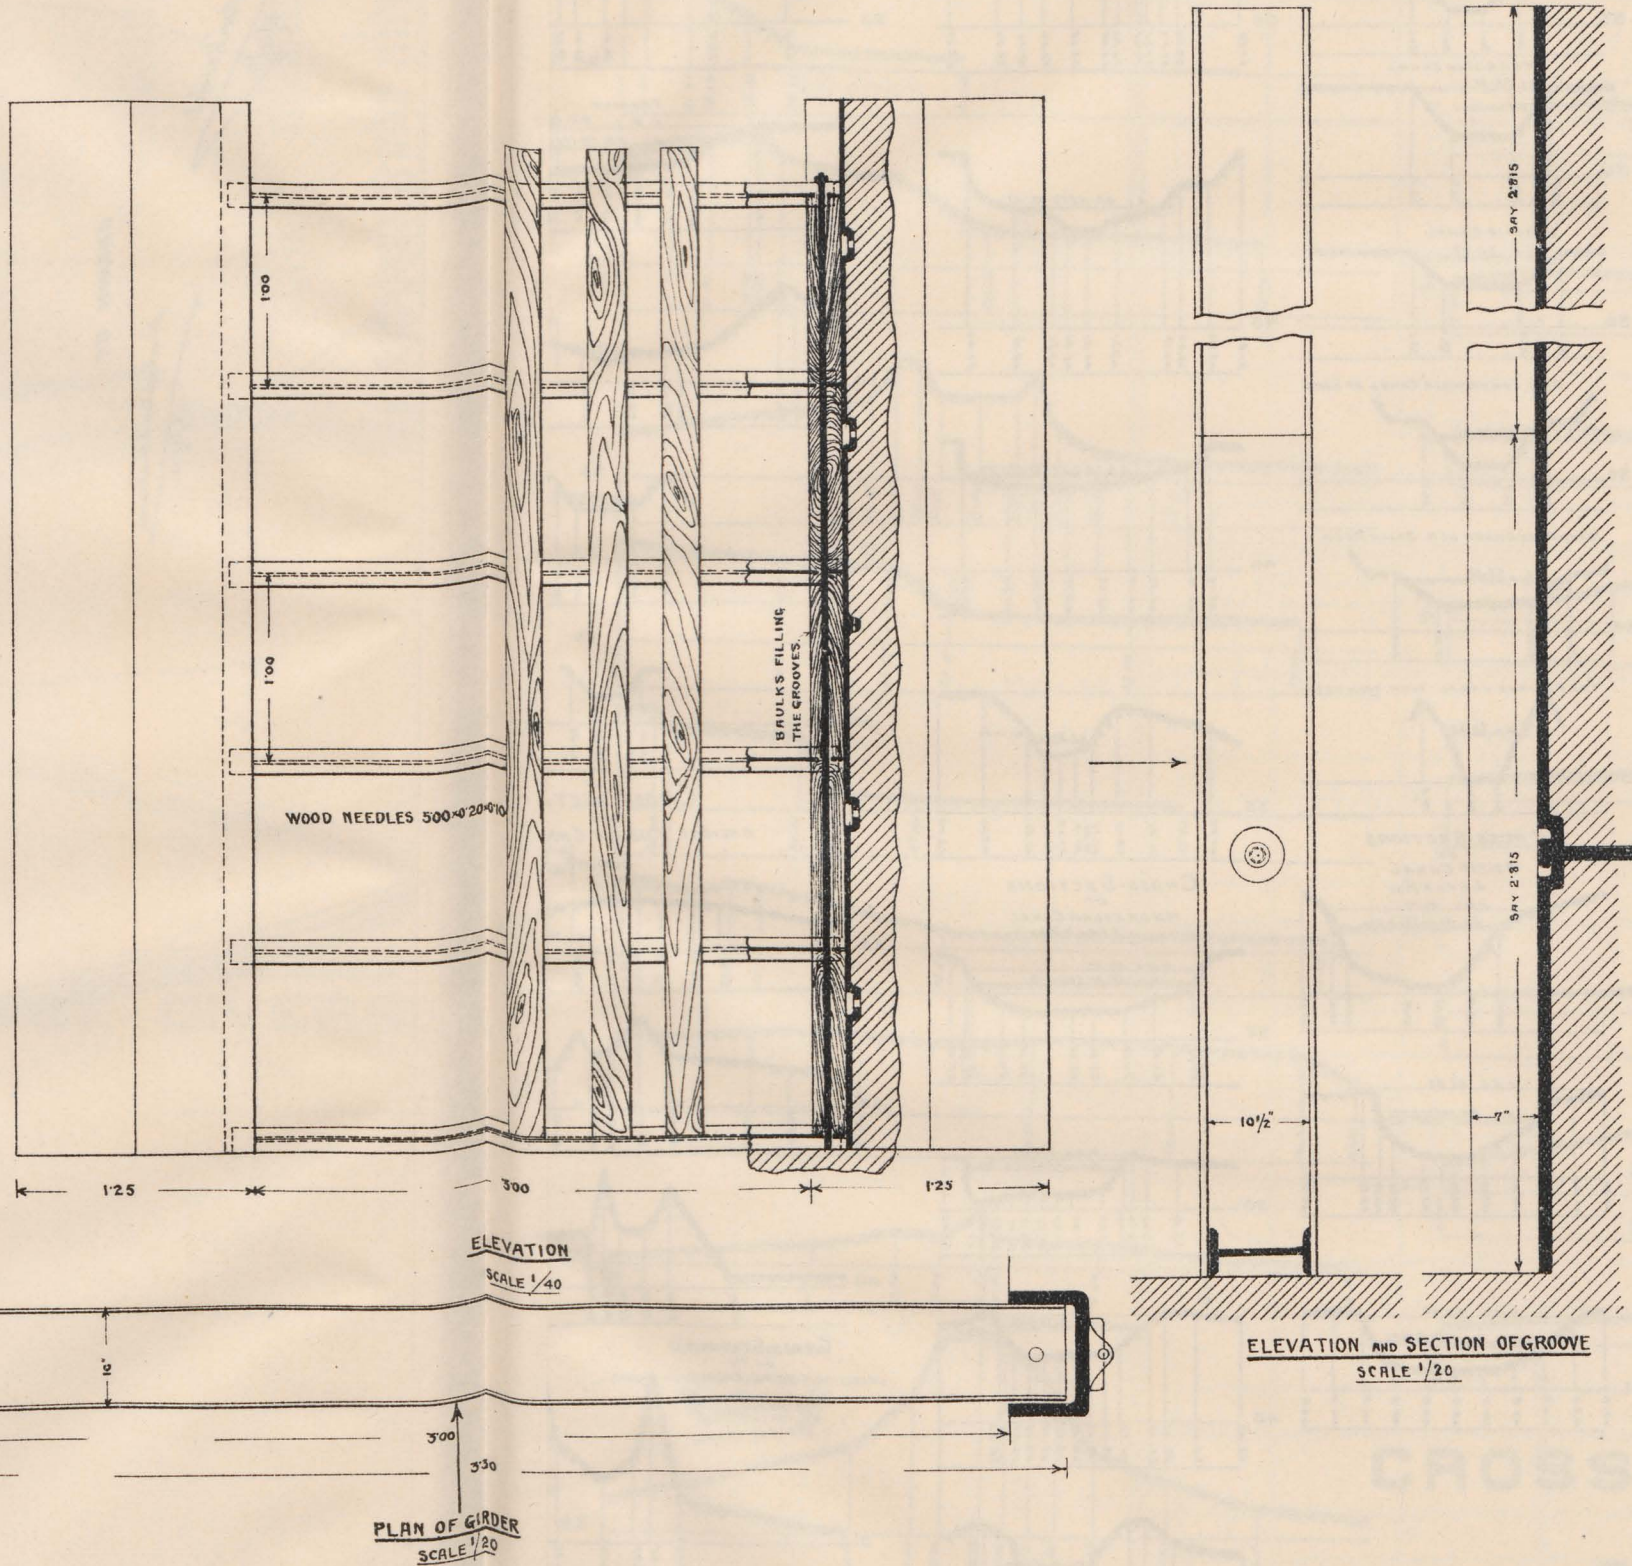 1·00
1·00
BAULKS FILLING
THE GROOVES.
WOOD NEEDLES 5·00×0·20×0·10
1·25
3·00
1·25
ELEVATION
SCALE 1/40
10"
3·00
3·30
PLAN OF GIRDER
SCALE 1/20
SAY 2·815
SAY 2·815
10½"
7"
ELEVATION AND SECTION OF GROOVE
SCALE 1/20
CROSS